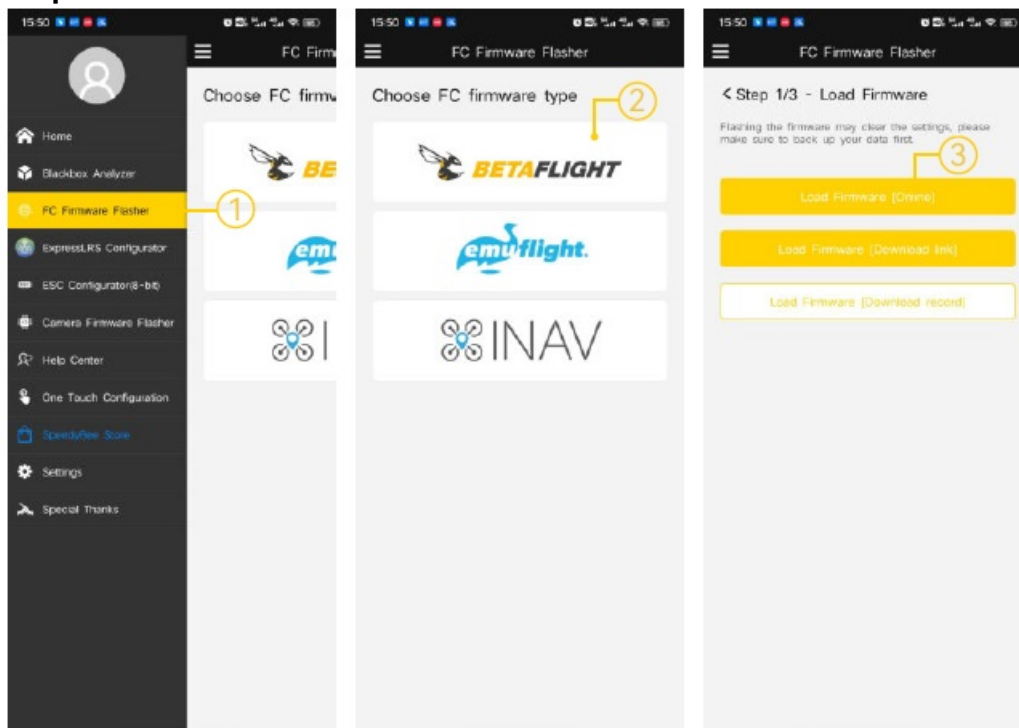 15:50
FC Firm
Choose FC firmw
BE
emu
I
Home
Blackbox Analyzer
FC Firmware Flasher
1
ExpressLRS Configurator
ESC Configurator(8-bit)
Camera Firmware Flasher
Help Center
One Touch Configuration
SpeedyBee Store
Settings
Special Thanks
15:50
FC Firmware Flasher
Choose FC firmware type
2
BETAFLIGHT
emuflight.
INAV
15:50
FC Firmware Flasher
< Step 1/3 - Load Firmware
Flashing the firmware may clear the settings, please
make sure to back up your data first.
3
Load Firmware [Online]
Load Firmware [Download link]
Load Firmware [Download record]